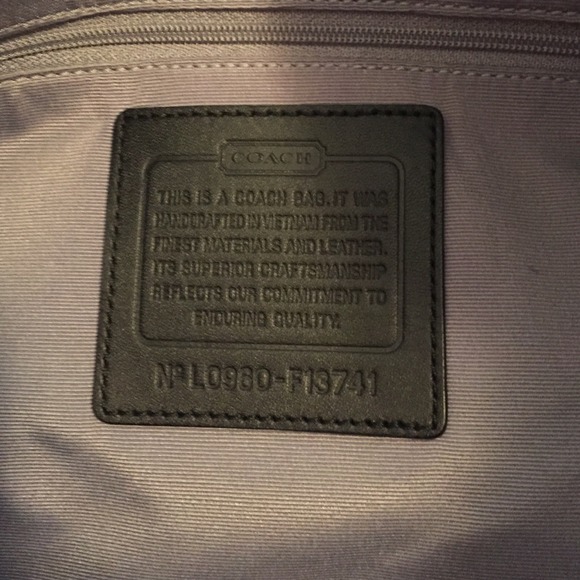 COACH
THIS IS A COACH BAG. IT WAS
HANDCRAFTED IN VIETNAM FROM THE
FINEST MATERIALS AND LEATHER.
ITS SUPERIOR CRAFTSMANSHIP
REFLECTS OUR COMMITMENT TO
ENDURING QUALITY.
Nº L0980-F13741